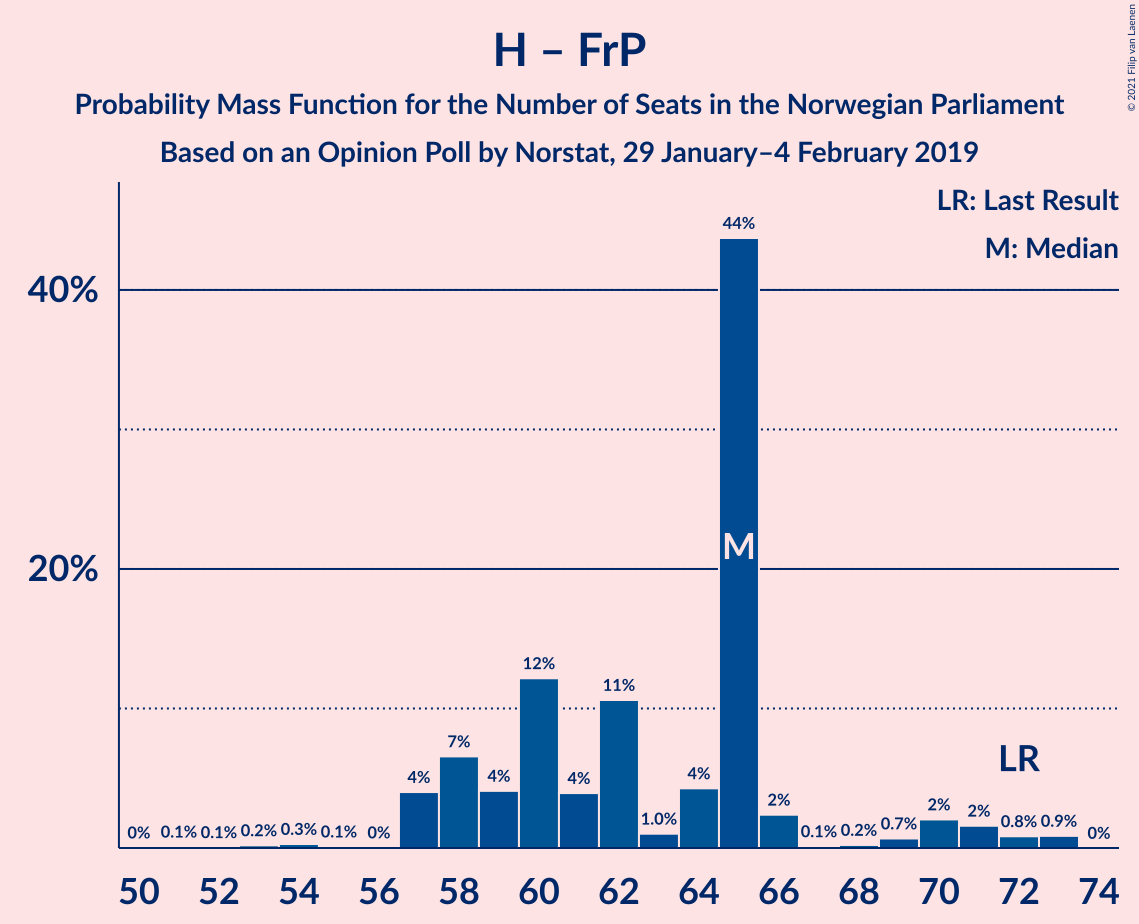 H – FrP
Probability Mass Function for the Number of Seats in the Norwegian Parliament
Based on an Opinion Poll by Norstat, 29 January–4 February 2019
© 2021 Filip van Laenen
LR: Last Result
M: Median
40%
20%
0% 0.1% 0.1% 0.2% 0.3% 0.1% 0% 4% 7% 4% 12% 4% 11% 1.0% 4% 44% 2% 0.1% 0.2% 0.7% 2% 2% 0.8% 0.9% 0%
M
LR
50 52 54 56 58 60 62 64 66 68 70 72 74